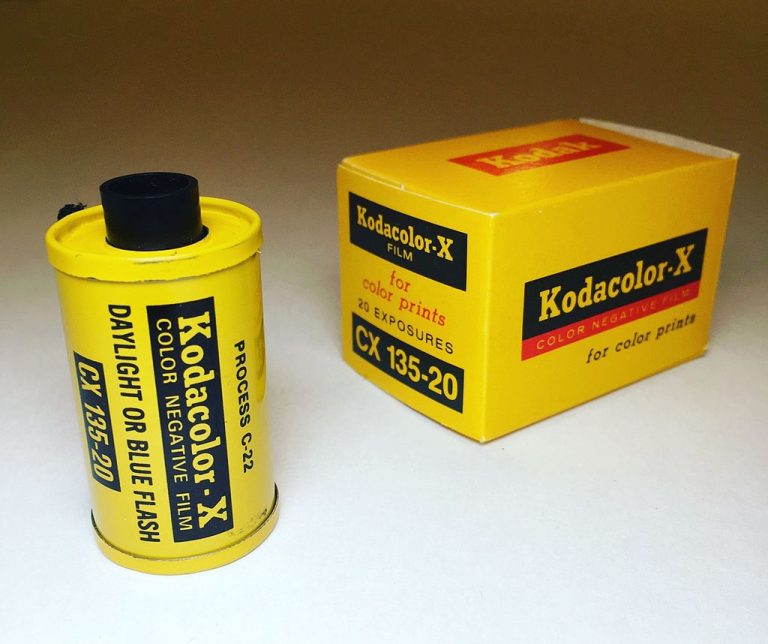 PROCESS C-22
Kodacolor-X
COLOR NEGATIVE FILM
DAYLIGHT OR BLUE FLASH
CX 135-20
Kodak
Kodacolor-X
FILM
for
color prints
20 EXPOSURES
CX 135-20
Kodacolor-X
COLOR NEGATIVE FILM
for color prints